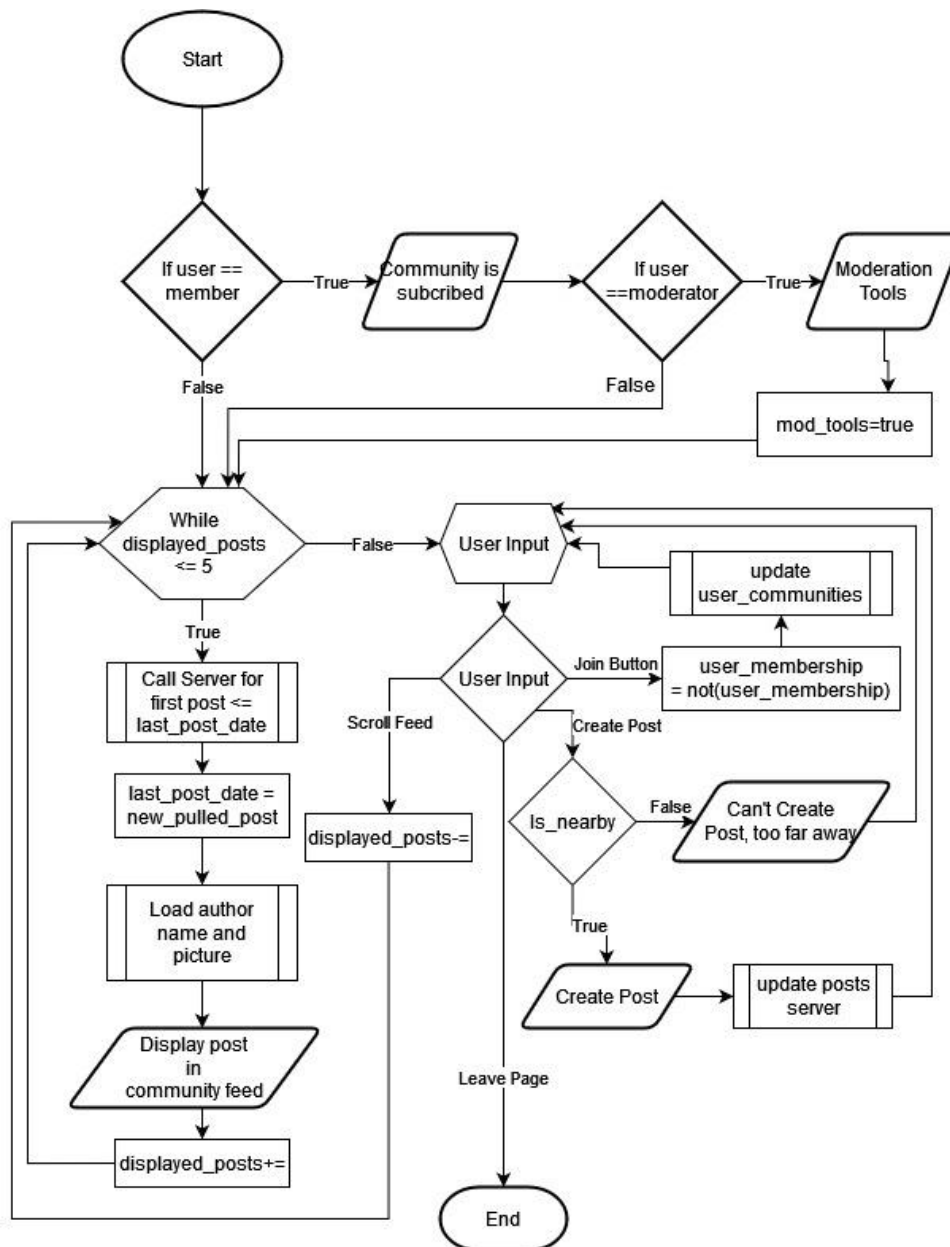 Start
If user ==
member
True
Community is
subcribed
If user
==moderator
True
Moderation
Tools
False
False
mod_tools=true
While
displayed_posts
<= 5
False
User Input
update
user_communities
True
Call Server for
first post <=
last_post_date
User Input
Join Button
user_membership
= not(user_membership)
Scroll Feed
Create Post
last_post_date =
new_pulled_post
displayed_posts-=
Is_nearby
False
Can't Create
Post, too far away
Load author
name and
picture
True
Create Post
update posts
server
Display post
in
community feed
Leave Page
displayed_posts+=
End